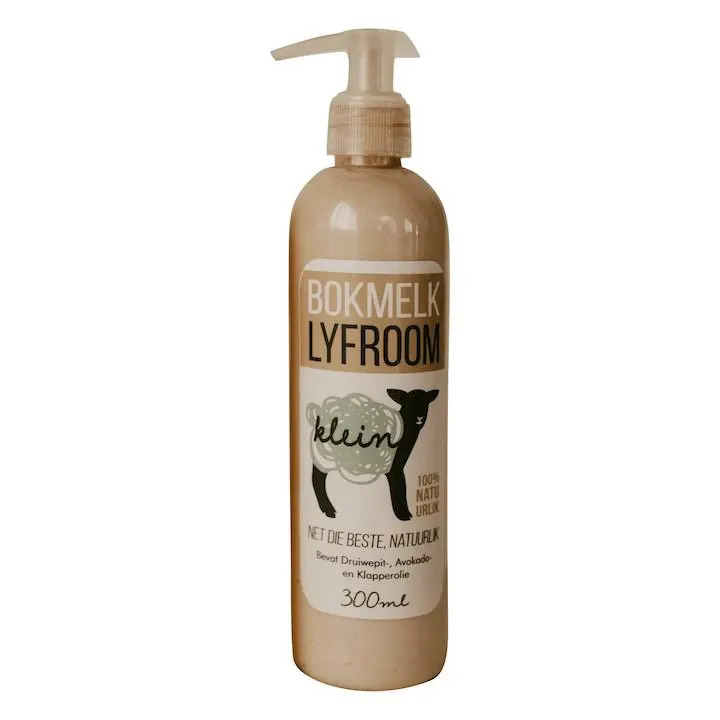 BOKMELK
LYFROOM
klein
100%
NATU
URLIK
NET DIE BESTE, NATUURLIK
Bevat Druiwepit-, Avokado-
en Klapperolie
300ml